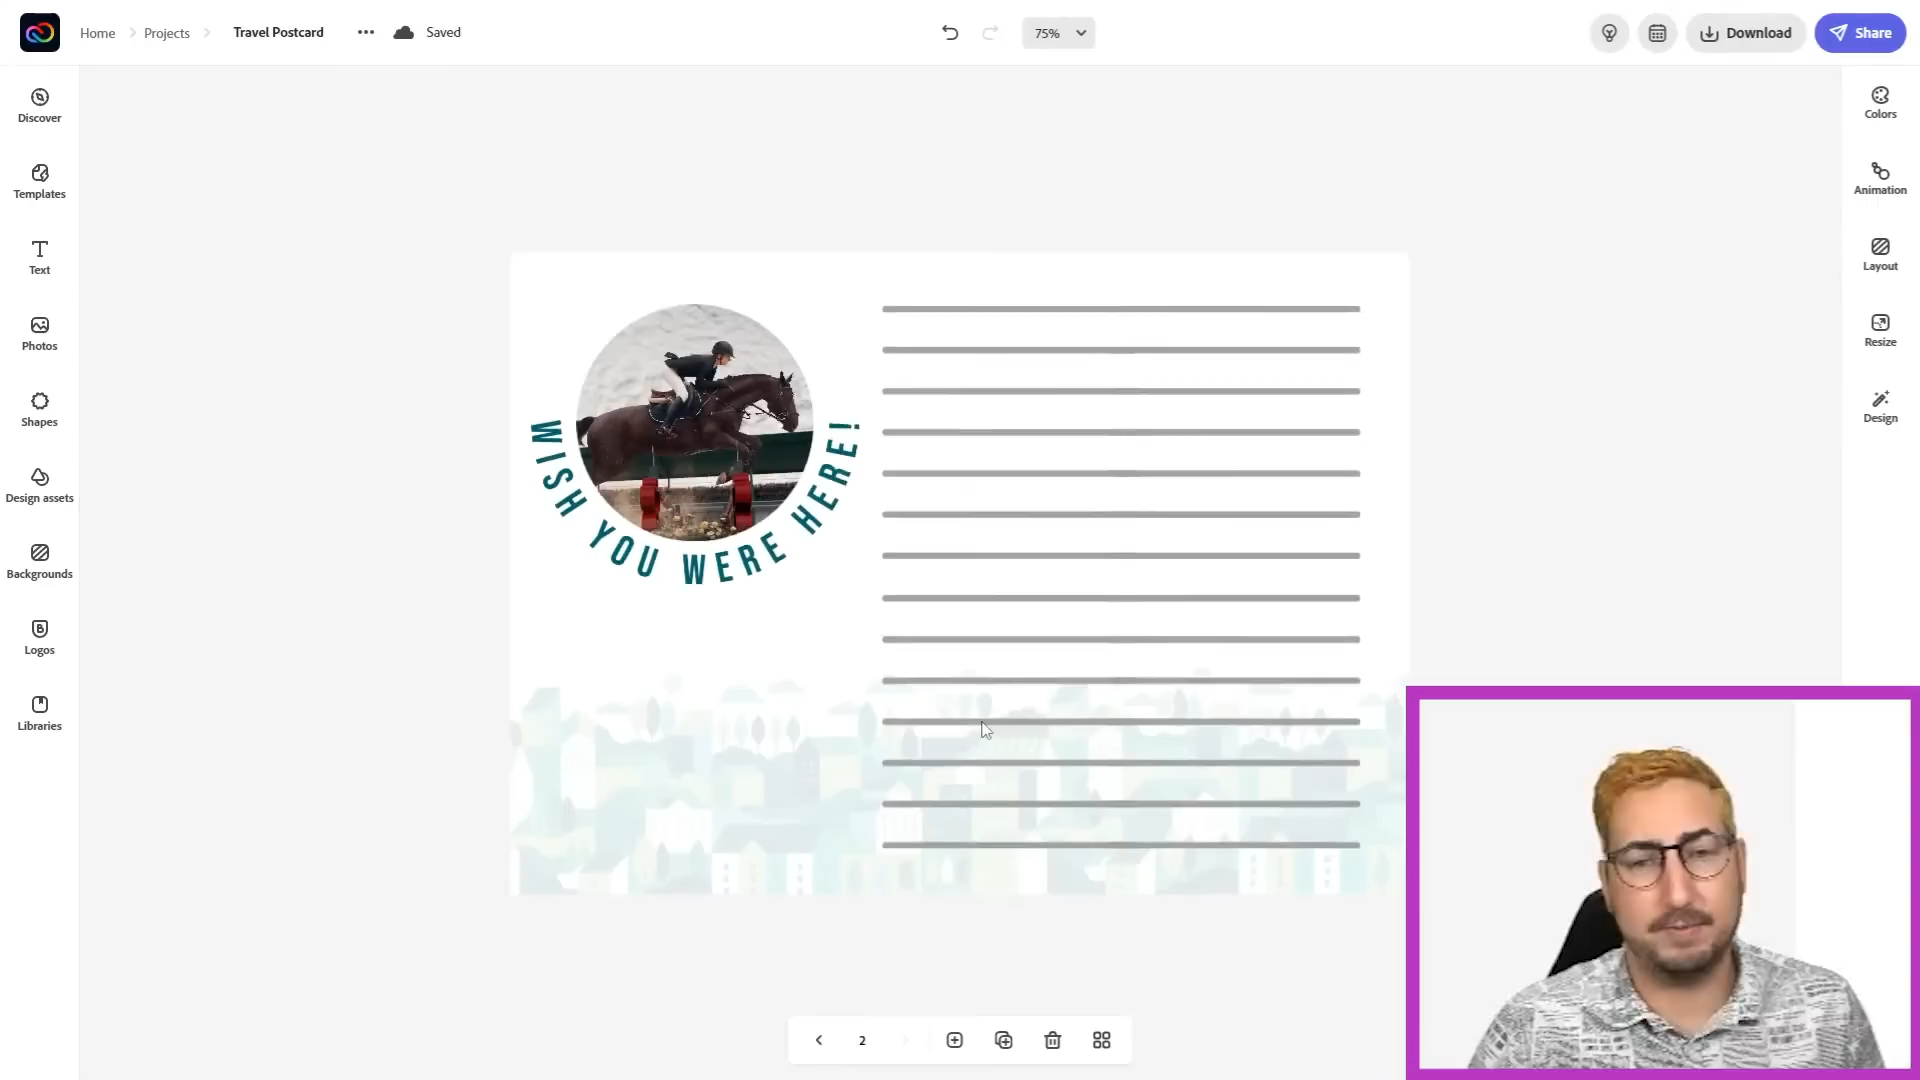 Home
Projects
Travel Postcard
Saved
75%
Download
Share
Discover
Templates
Text
Photos
Shapes
Design assets
Backgrounds
Logos
Libraries
WISH YOU WERE HERE!
Colors
Animation
Layout
Resize
Design
2